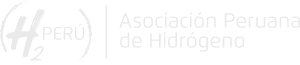 H2 PERÚ
Asociación Peruana
de Hidrógeno